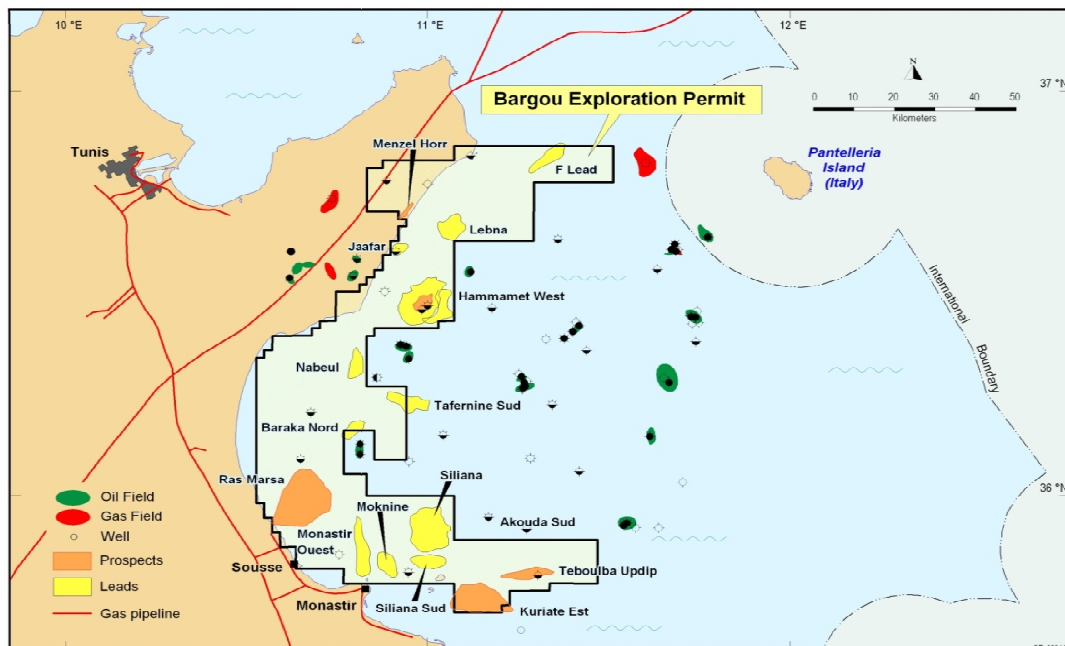 10 °E
11 °E
12 °E
N
37 °N
0 10 20 30 40 50
Kilometers
Bargou Exploration Permit
Menzel Horr
Tunis
F Lead
Pantelleria
Island
(Italy)
Lebna
Jaafar
Hammamet West
international
Boundary
Nabeul
Tafernine Sud
Baraka Nord
Ras Marsa
Siliana
36 °N
Moknine
Akouda Sud
Monastir
Ouest
Sousse
Teboulba Updip
Siliana Sud
Monastir
Kuriate Est
Oil Field
Gas Field
Well
Prospects
Leads
Gas pipeline